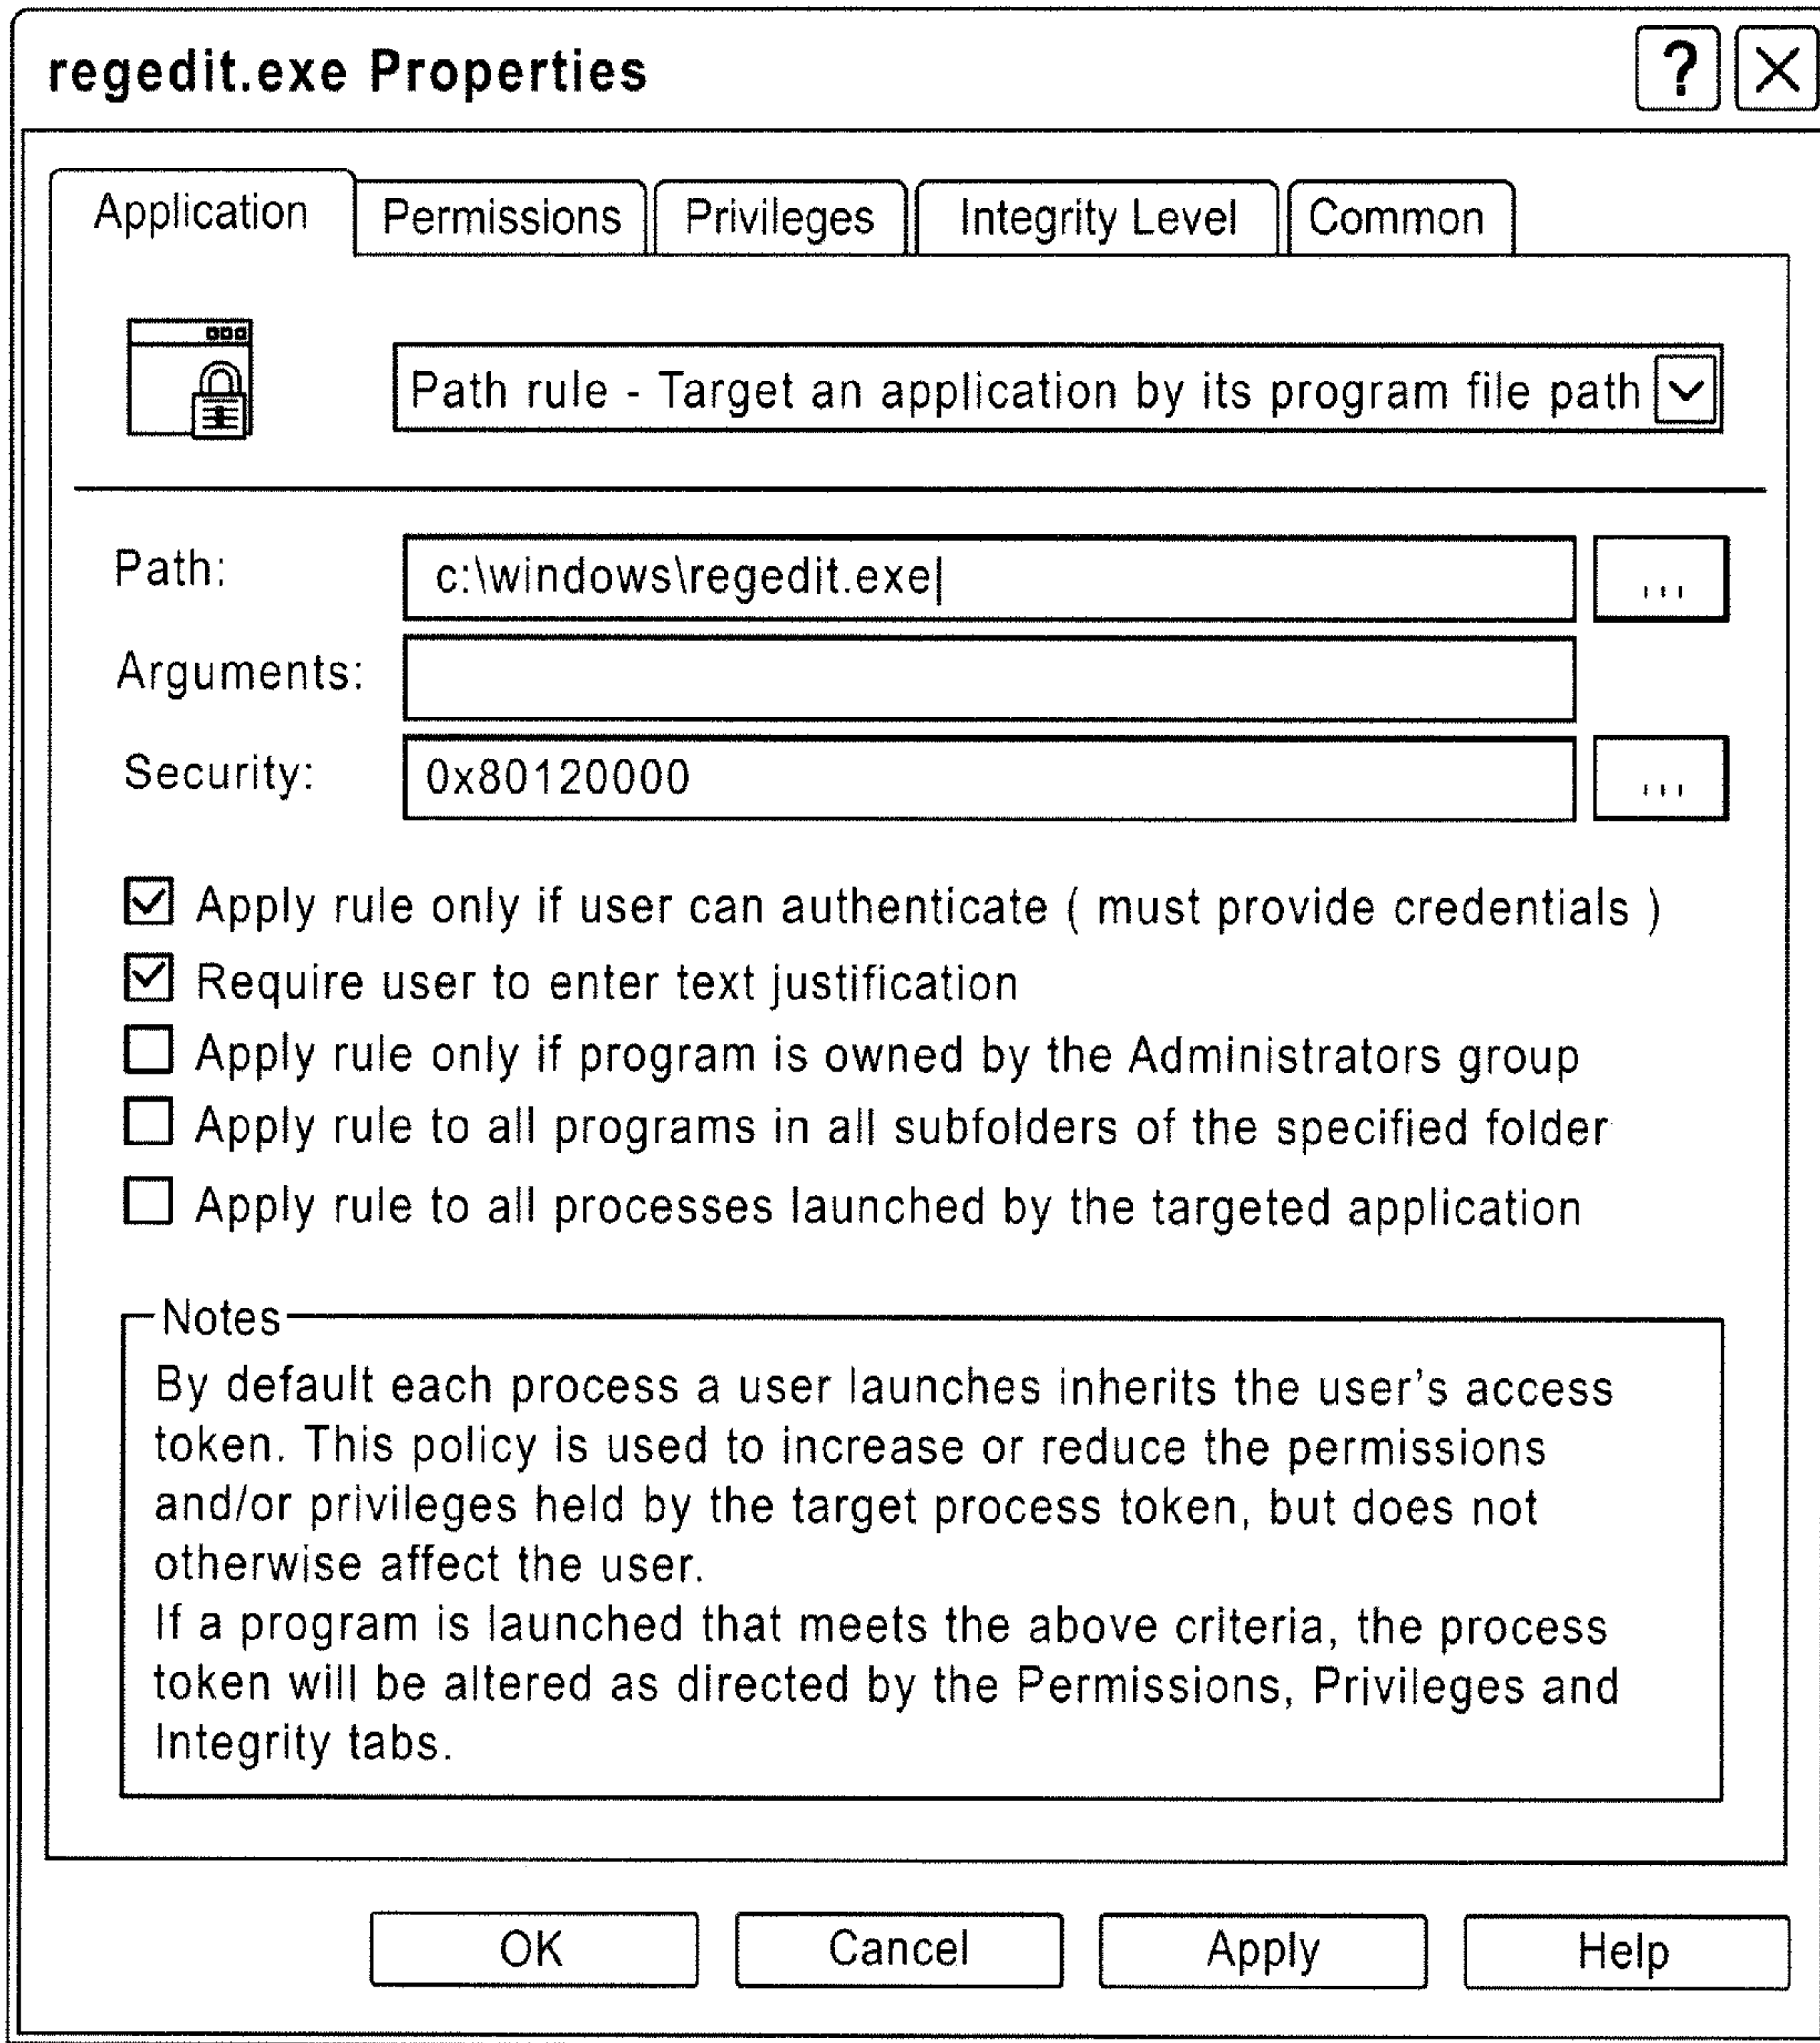 regedit.exe Properties
?
Application Permissions Privileges Integrity Level Common
Path rule - Target an application by its program file path
Path: c:\windows\regedit.exe ...
Arguments:
Security: 0x80120000 ...
Apply rule only if user can authenticate ( must provide credentials )
Require user to enter text justification
Apply rule only if program is owned by the Administrators group
Apply rule to all programs in all subfolders of the specified folder
Apply rule to all processes launched by the targeted application
Notes
By default each process a user launches inherits the user's access
token. This policy is used to increase or reduce the permissions
and/or privileges held by the target process token, but does not
otherwise affect the user.
If a program is launched that meets the above criteria, the process
token will be altered as directed by the Permissions, Privileges and
Integrity tabs.
OK Cancel Apply Help